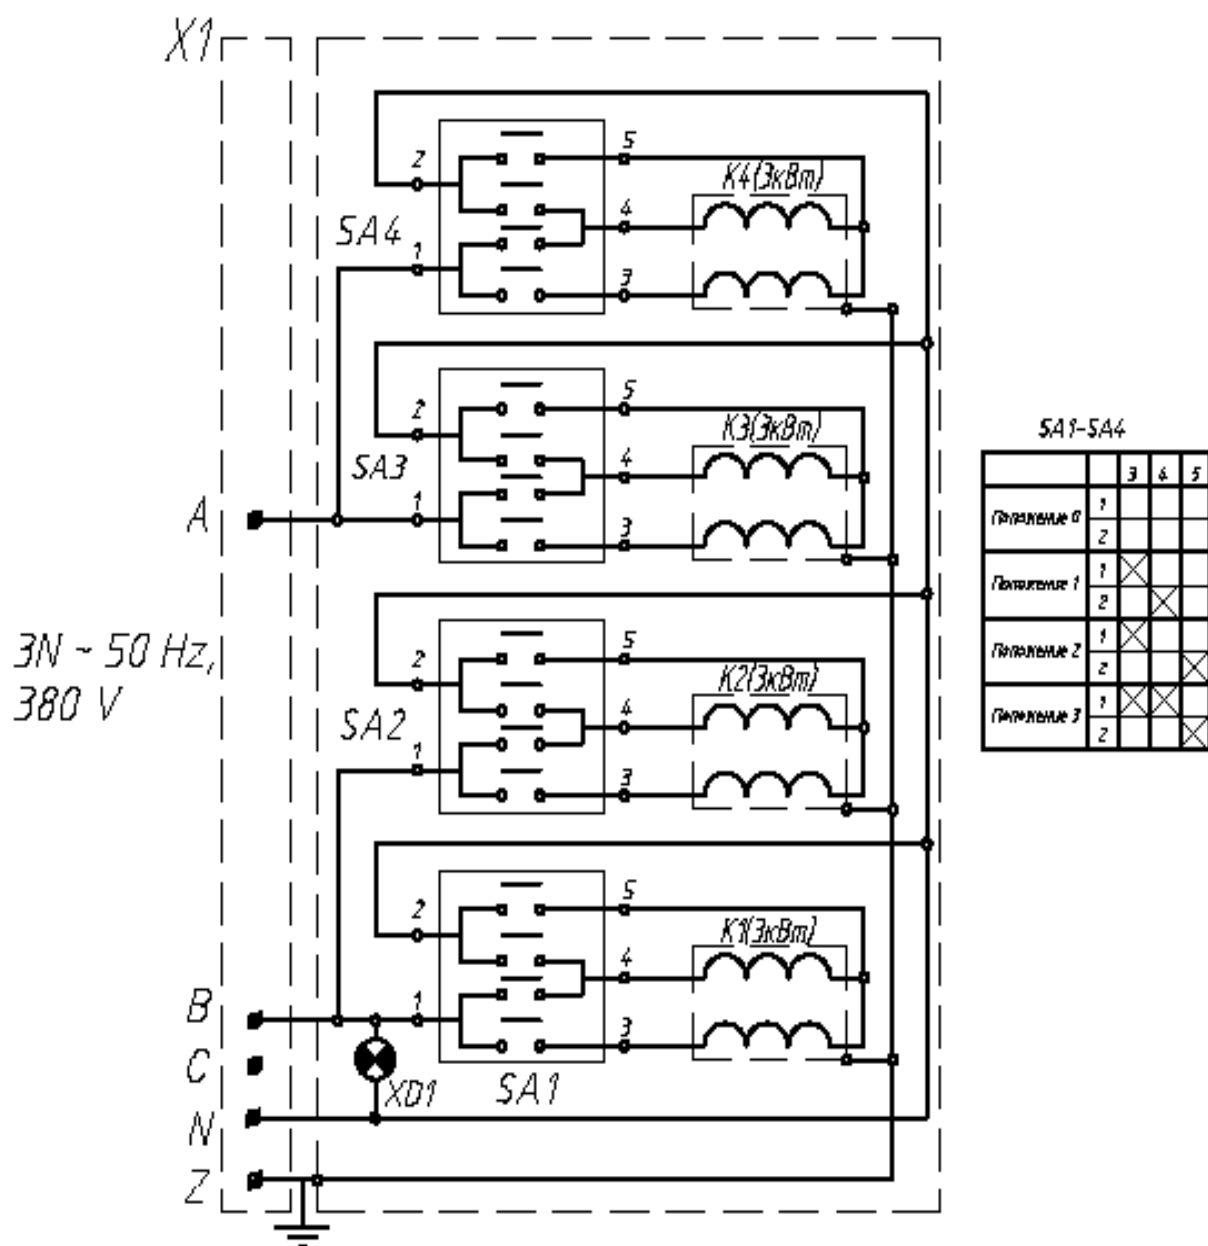 X1
2
5
K4(3кВт)
4
SA4
1
3
2
5
K3(3кВт)
SA3
4
1
3
A
SA1-SA4
3 4 5
Положение 0 1
2
Положение 1 1
2
Положение 2 1
2
Положение 3 1
2
3N ~ 50 Hz,
380 V
2
5
K2(3кВт)
SA2
4
1
3
2
5
K1(3кВт)
4
B
1
3
C
XD1
SA1
N
Z